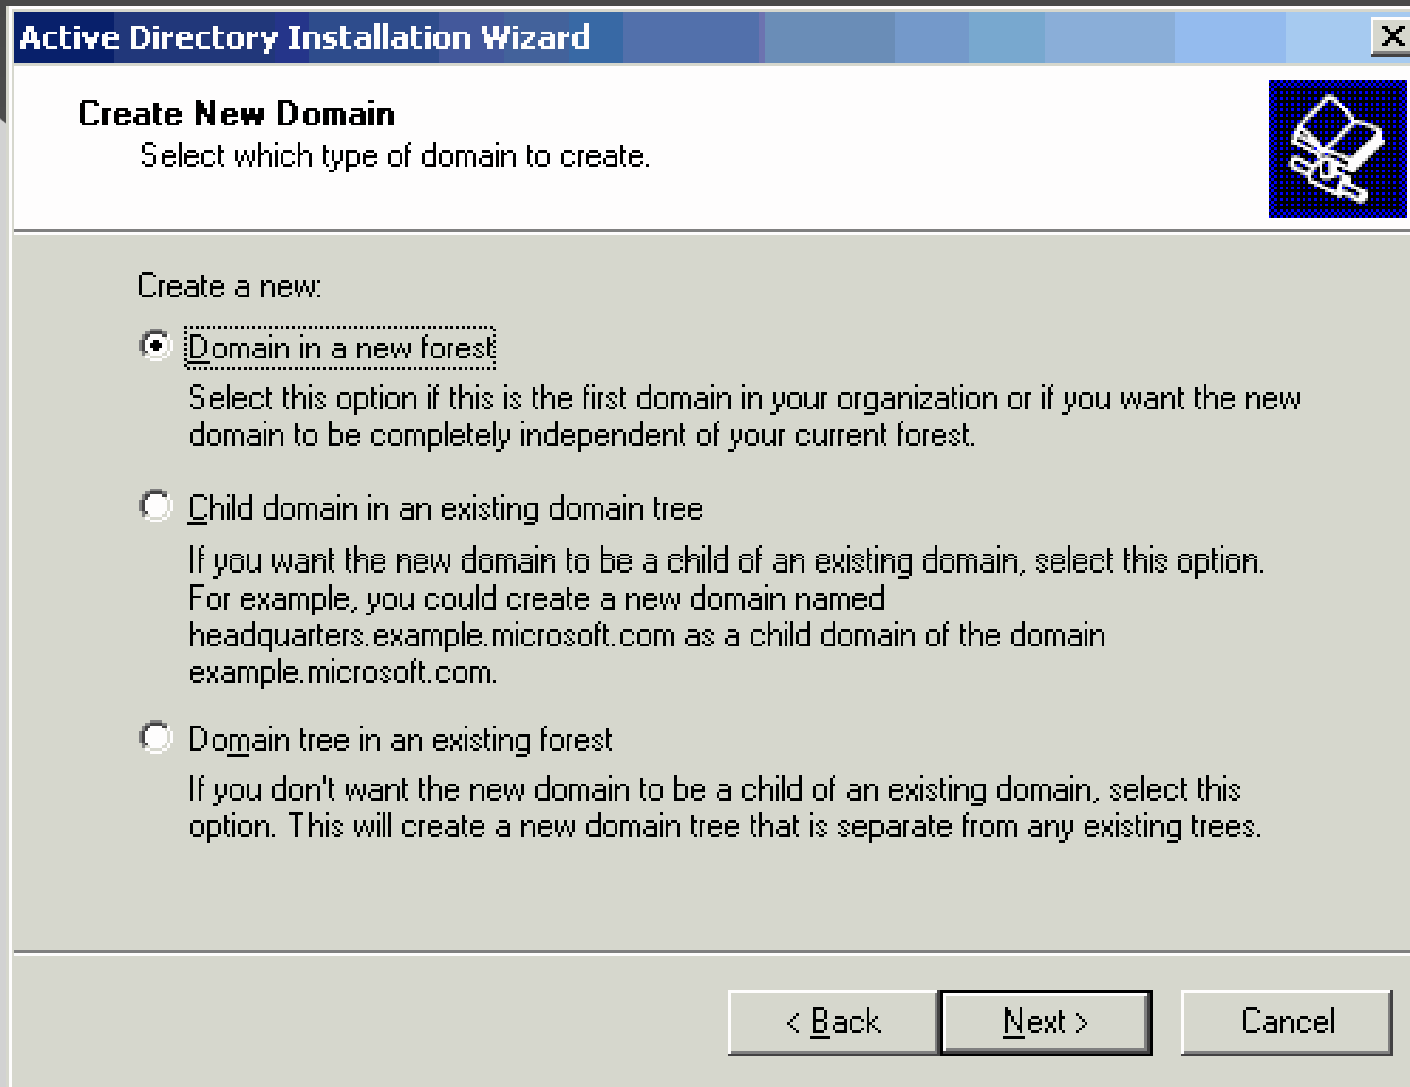 Active Directory Installation Wizard
Create New Domain
Select which type of domain to create.
Create a new:
Domain in a new forest
Select this option if this is the first domain in your organization or if you want the new
domain to be completely independent of your current forest.
Child domain in an existing domain tree
If you want the new domain to be a child of an existing domain, select this option.
For example, you could create a new domain named
headquarters.example.microsoft.com as a child domain of the domain
example.microsoft.com.
Domain tree in an existing forest
If you don't want the new domain to be a child of an existing domain, select this
option. This will create a new domain tree that is separate from any existing trees.
< Back
Next >
Cancel